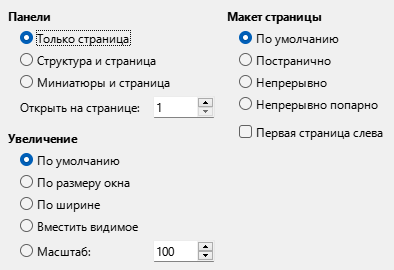 Панели
Только страница
Структура и страница
Миниатюры и страница
Открыть на странице: 1
Увеличение
По умолчанию
По размеру окна
По ширине
Вместить видимое
Масштаб: 100
Макет страницы
По умолчанию
Постранично
Непрерывно
Непрерывно попарно
Первая страница слева